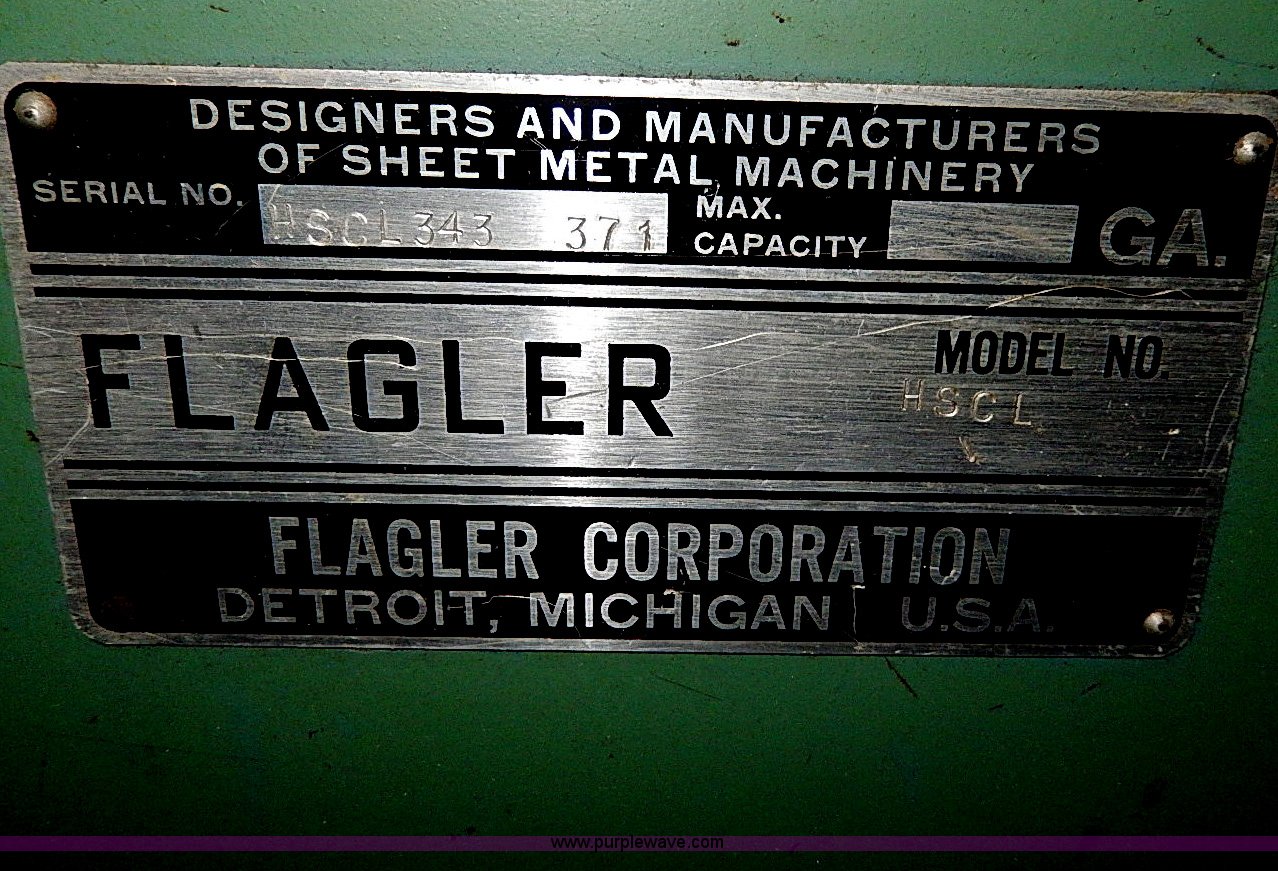 DESIGNERS AND MANUFACTURERS
OF SHEET METAL MACHINERY
SERIAL NO. HSCL343 371 MAX. CAPACITY GA.
FLAGLER
MODEL NO.
HSCL
FLAGLER CORPORATION
DETROIT, MICHIGAN U.S.A.
www.purplewave.com